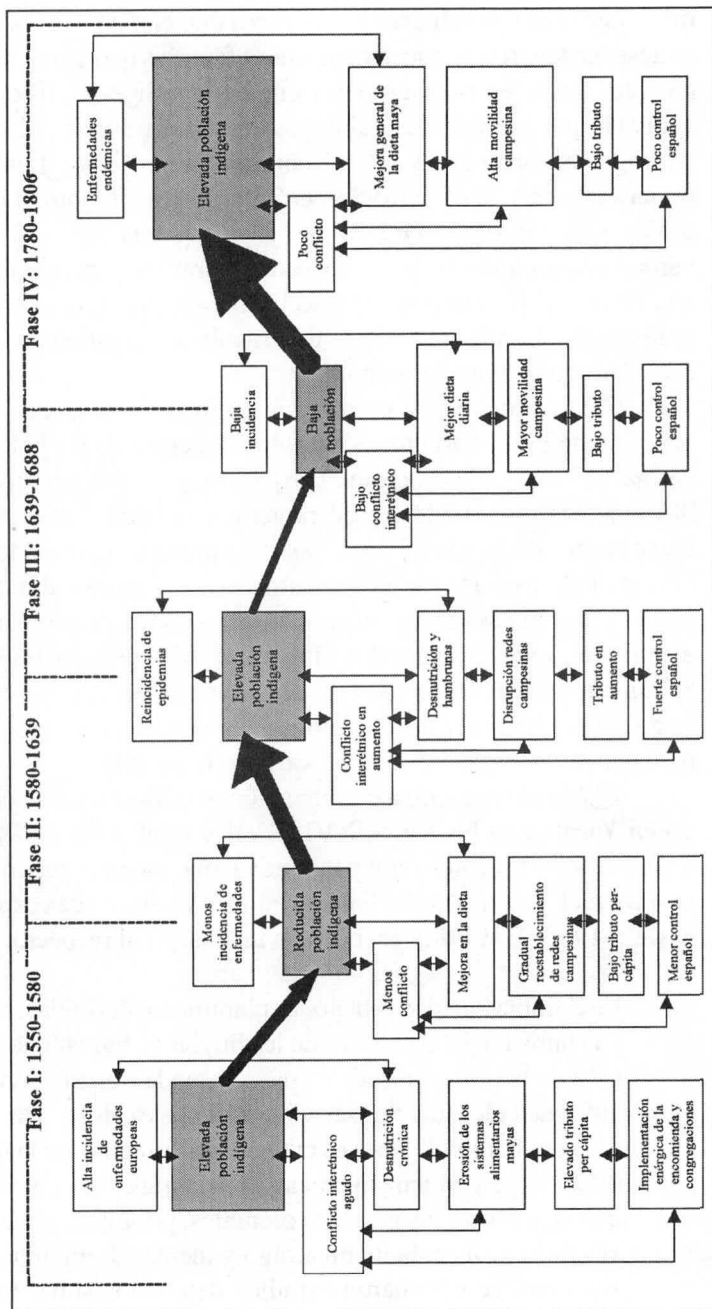 Fase I: 1550-1580
Fase II: 1580-1639
Fase III: 1639-1688
Fase IV: 1780-1806
Alta incidencia de
enfermedades
europeas
Elevada
población
indígena
Conflicto interétnico
agudo
Desnutrición
crónica
Erosión de los
sistemas
alimentarios
mayas
Elevado tributo
per cápita
Implementación
enérgica de la
encomienda y
congregaciones
Menos
incidencia de
enfermedades
Reducida
población
indígena
Menos
conflicto
Mejora en la dieta
Gradual
reestablecimiento
de redes
campesinas
Bajo tributo per-
cápita
Menor control
español
Reincidencia de
epidemias
Elevada
población
indígena
Conflicto
interétnico en
aumento
Desnutrición y
hambrunas
Disrupción redes
campesinas
Tributo en
aumento
Fuerte control
español
Baja
incidencia
Baja
población
Bajo
conflicto
interétnico
Mejor dieta
diaria
Mayor movilidad
campesina
Bajo tributo
Poco control
español
Enfermedades
endémicas
Elevada
población
indígena
Poco
conflicto
Mejora general de
la dieta maya
Alta movilidad
campesina
Bajo tributo
Poco control
español